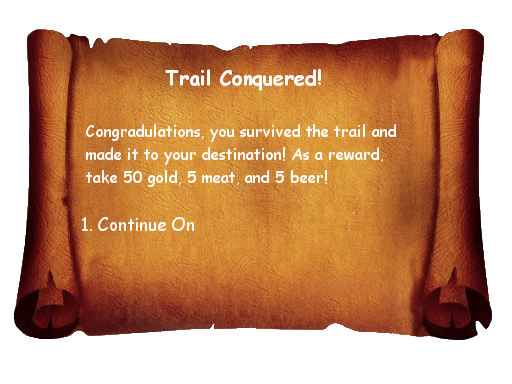 Trail Conquered!
Congradulations, you survived the trail and
made it to your destination! As a reward,
take 50 gold, 5 meat, and 5 beer!
1. Continue On